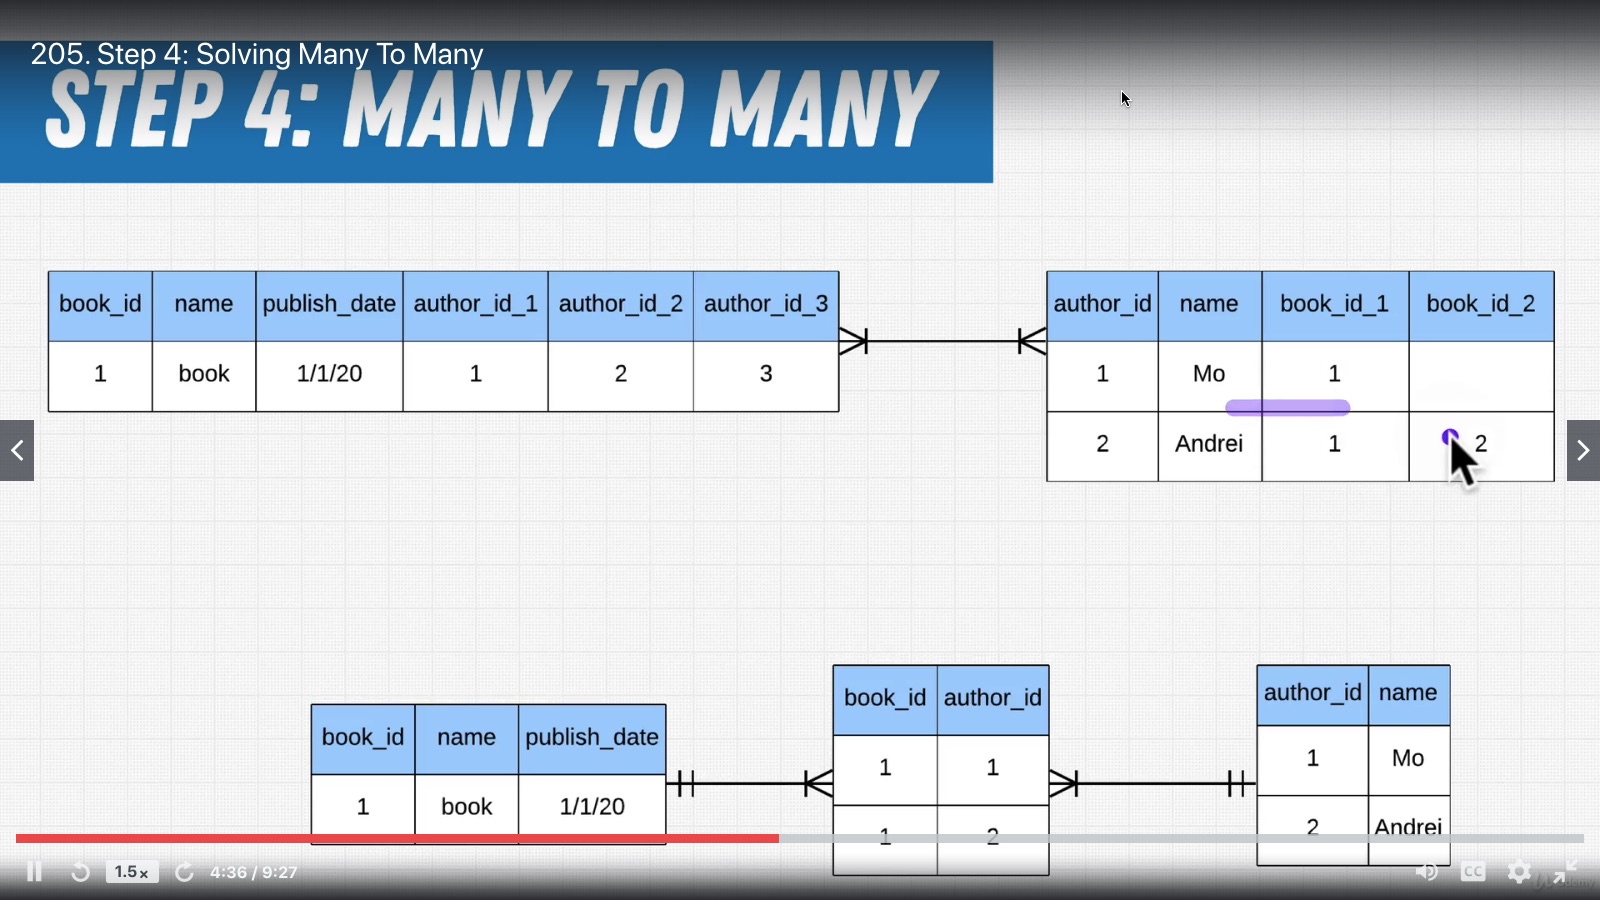 205. Step 4: Solving Many To Many
STEP 4: MANY TO MANY
book_id name publish_date author_id_1 author_id_2 author_id_3
1 book 1/1/20 1 2 3
author_id name book_id_1 book_id_2
1 Mo 1
2 Andrei 1 2
book_id name publish_date
1 book 1/1/20
book_id author_id
1 1
1 2
author_id name
1 Mo
2 Andrei
1.5x 4:36 / 9:27 CC
Udemy